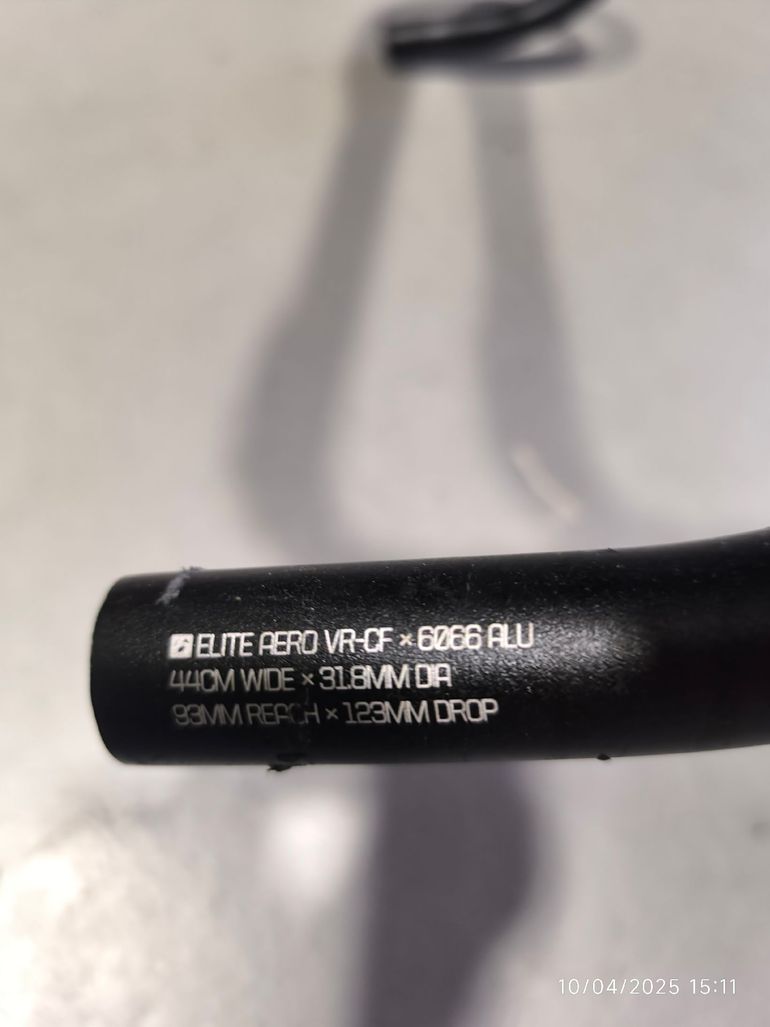 ELITE AERO VR-CF × 6066 ALU
44CM WIDE × 31.8MM DIA
93MM REACH × 123MM DROP
10/04/2025 15:11